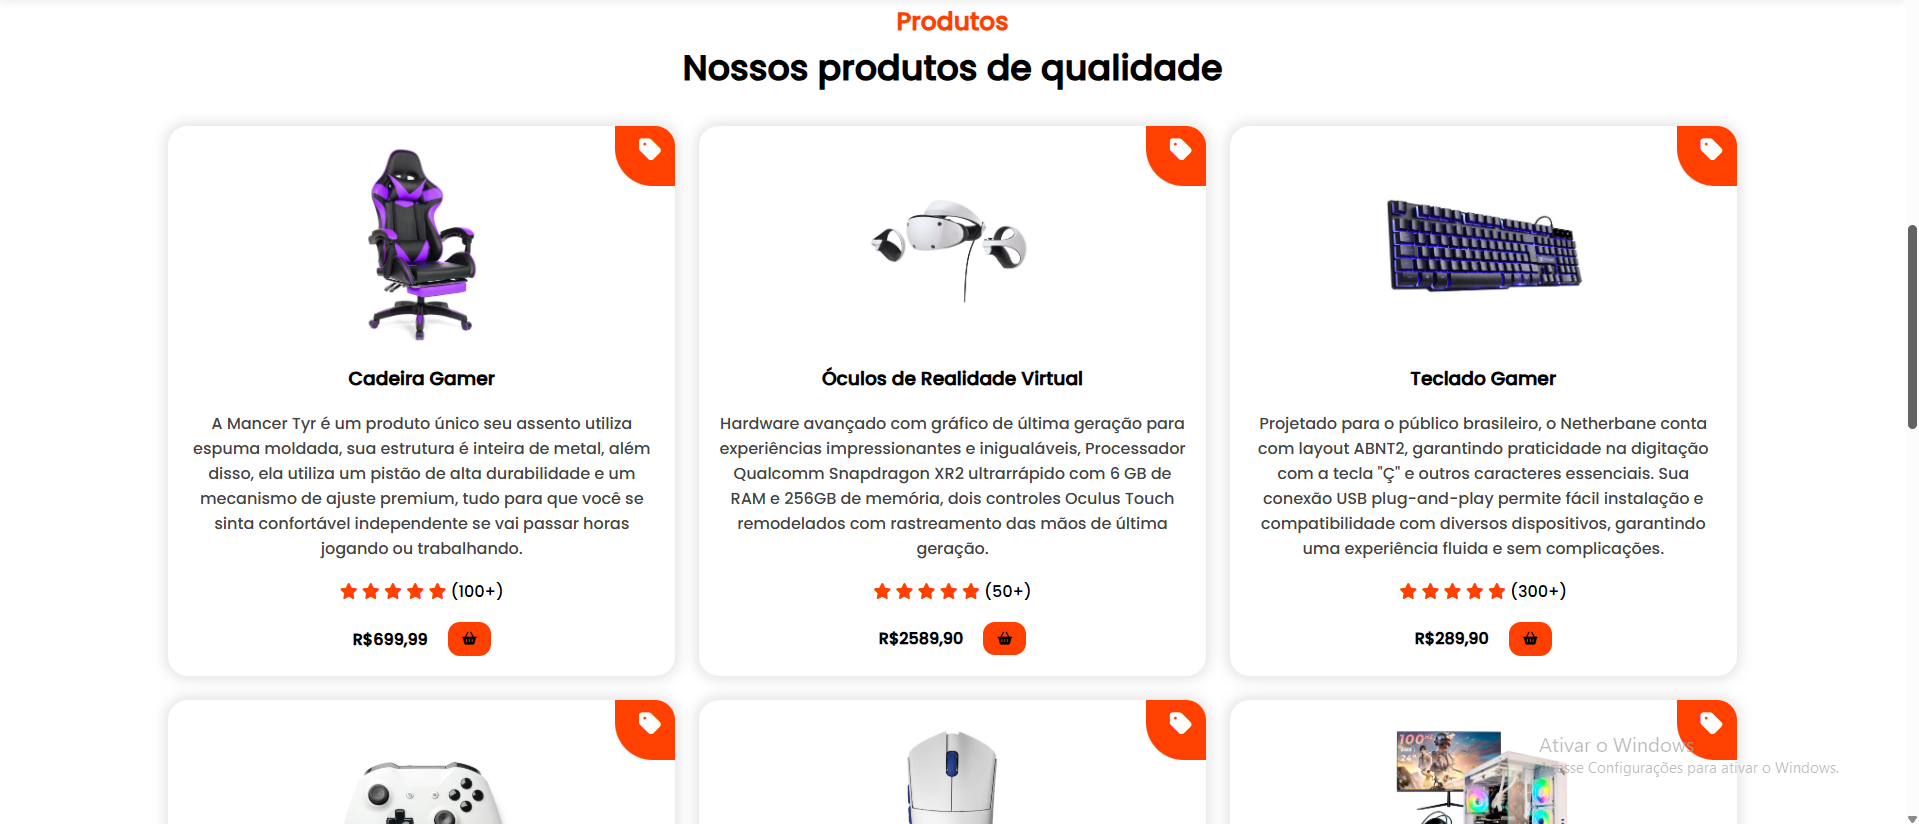 Produtos
Nossos produtos de qualidade
Cadeira Gamer
A Mancer Tyr é um produto único seu assento utiliza
espuma moldada, sua estrutura é inteira de metal, além
disso, ela utiliza um pistão de alta durabilidade e um
mecanismo de ajuste premium, tudo para que você se
sinta confortável independente se vai passar horas
jogando ou trabalhando.
(100+)
R$699,99
Óculos de Realidade Virtual
Hardware avançado com gráfico de última geração para
experiências impressionantes e inigualáveis, Processador
Qualcomm Snapdragon XR2 ultrarrápido com 6 GB de
RAM e 256GB de memória, dois controles Oculus Touch
remodelados com rastreamento das mãos de última
geração.
(50+)
R$2589,90
Teclado Gamer
Projetado para o público brasileiro, o Netherbane conta
com layout ABNT2, garantindo praticidade na digitação
com a tecla "Ç" e outros caracteres essenciais. Sua
conexão USB plug-and-play permite fácil instalação e
compatibilidade com diversos dispositivos, garantindo
uma experiência fluida e sem complicações.
(300+)
R$289,90
100
24"
Ativar o Windows
Configurações para ativar o Windows.